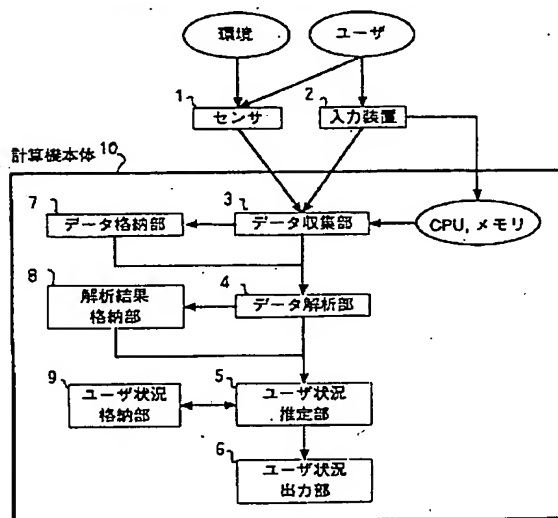 環境
ユーザ
1
センサ
2
入力装置
計算機本体 10
7
データ格納部
3
データ収集部
CPU, メモリ
8
解析結果
格納部
4
データ解析部
9
ユーザ状況
格納部
5
ユーザ状況
推定部
6
ユーザ状況
出力部